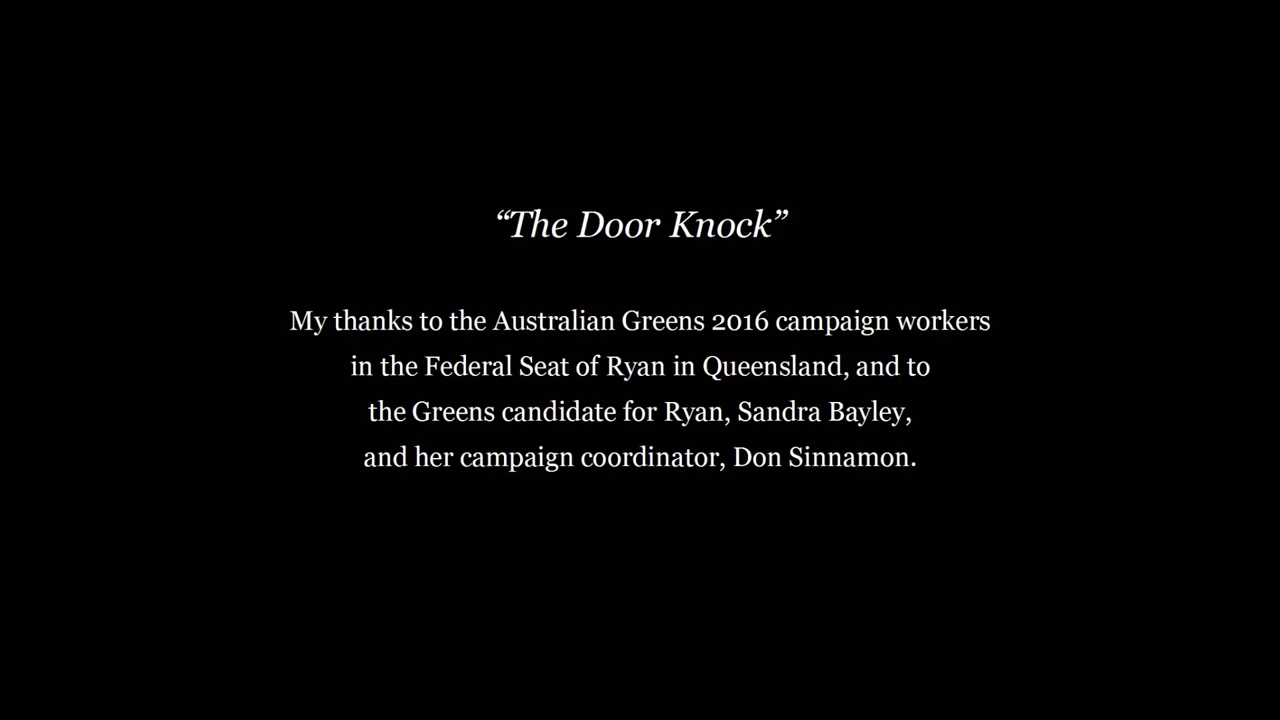 “The Door Knock”
My thanks to the Australian Greens 2016 campaign workers
in the Federal Seat of Ryan in Queensland, and to
the Greens candidate for Ryan, Sandra Bayley,
and her campaign coordinator, Don Sinnamon.